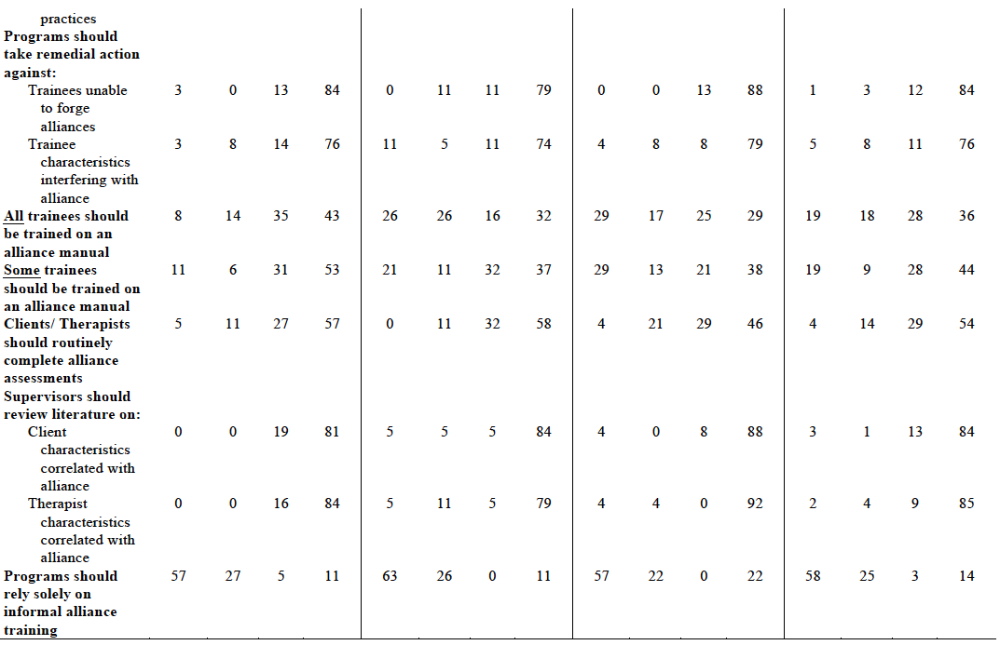 practices
Programs should
take remedial action
against:
Trainees unable 3 0 13 84 0 11 11 79 0 0 13 88 1 3 12 84
to forge
alliances
Trainee 3 8 14 76 11 5 11 74 4 8 8 79 5 8 11 76
characteristics
interfering with
alliance
All trainees should 8 14 35 43 26 26 16 32 29 17 25 29 19 18 28 36
be trained on an
alliance manual
Some trainees 11 6 31 53 21 11 32 37 29 13 21 38 19 9 28 44
should be trained on
an alliance manual
Clients/ Therapists 5 11 27 57 0 11 32 58 4 21 29 46 4 14 29 54
should routinely
complete alliance
assessments
Supervisors should
review literature on:
Client 0 0 19 81 5 5 5 84 4 0 8 88 3 1 13 84
characteristics
correlated with
alliance
Therapist 0 0 16 84 5 11 5 79 4 4 0 92 2 4 9 85
characteristics
correlated with
alliance
Programs should 57 27 5 11 63 26 0 11 57 22 0 22 58 25 3 14
rely solely on
informal alliance
training